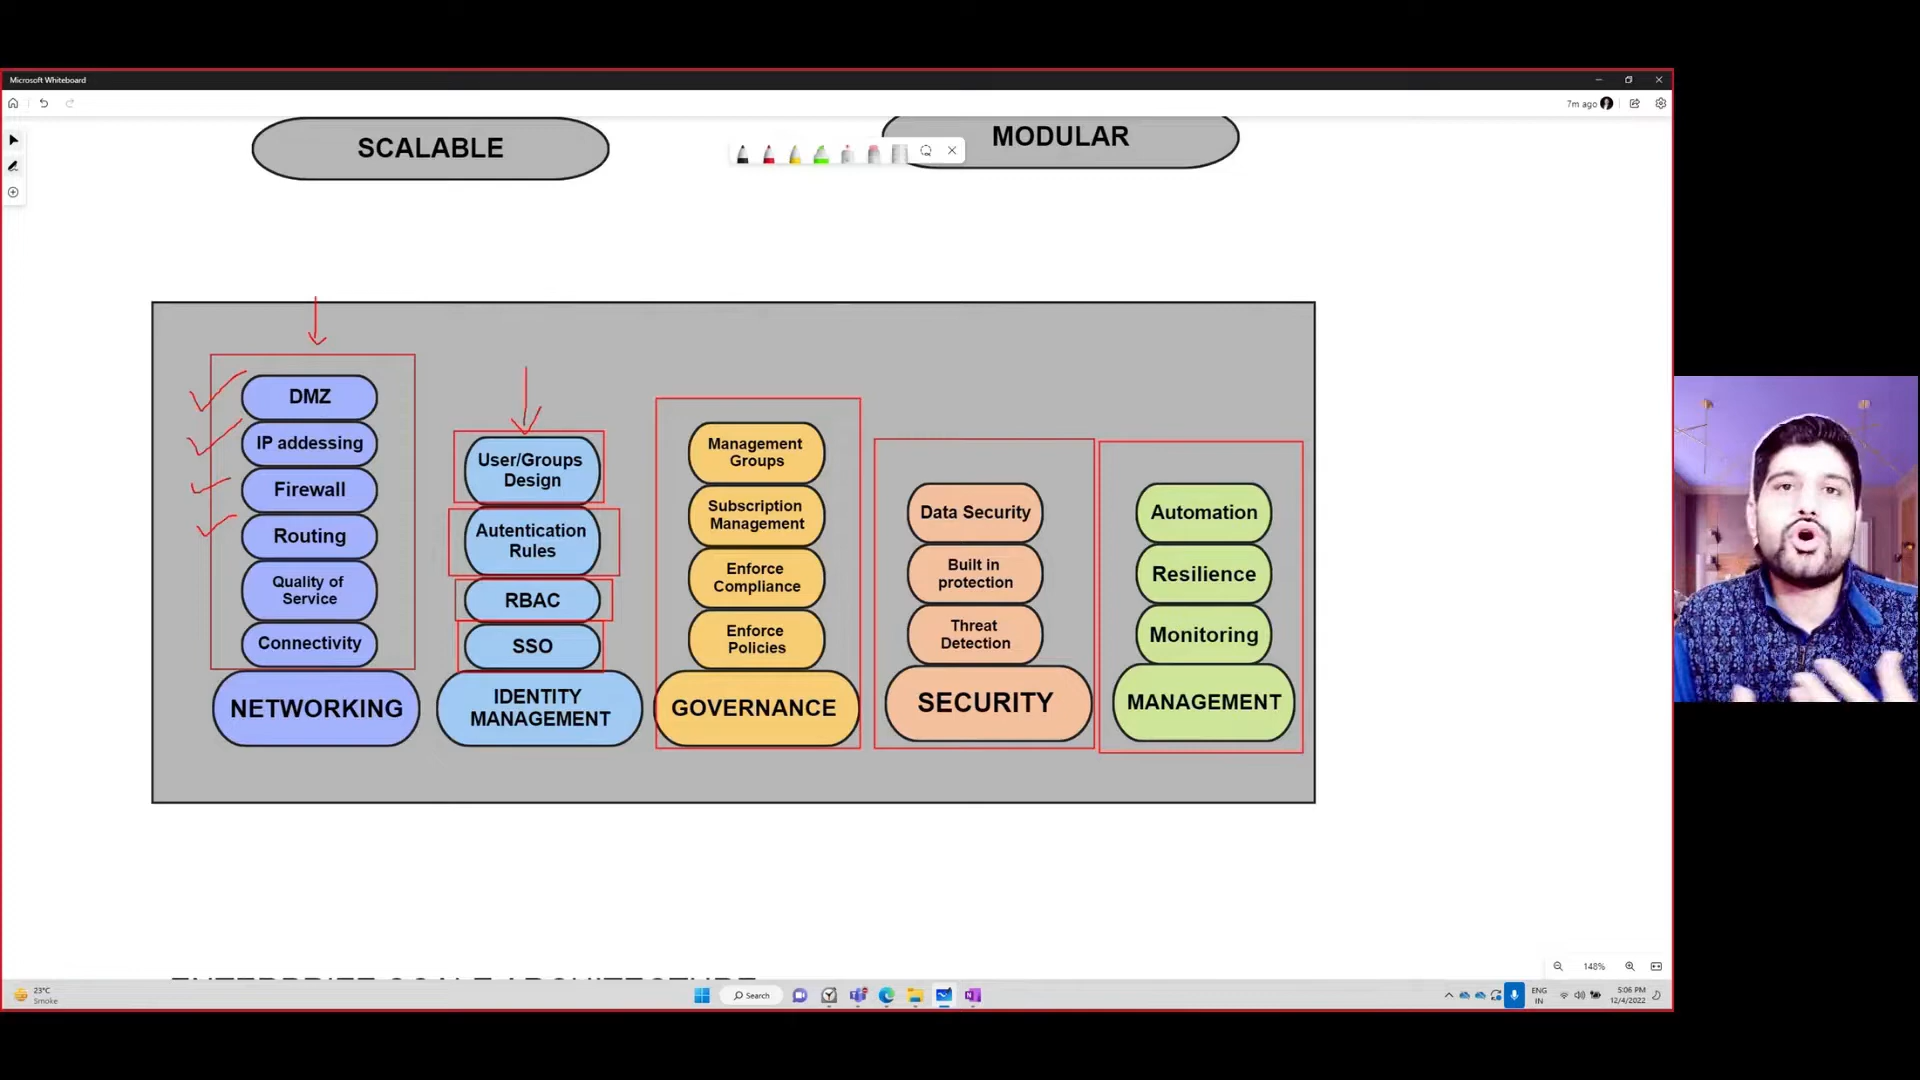 Microsoft Whiteboard
7m ago
SCALABLE
MODULAR
DMZ
IP addessing
Firewall
Routing
Quality of
Service
Connectivity
NETWORKING
User/Groups
Design
Autentication
Rules
RBAC
SSO
IDENTITY
MANAGEMENT
Management
Groups
Subscription
Management
Enforce
Compliance
Enforce
Policies
GOVERNANCE
Data Security
Built in
protection
Threat
Detection
SECURITY
Automation
Resilience
Monitoring
MANAGEMENT
ENTERPRISE SCALE ARCHITECTURE
148%
23°C
Smoke
Search
ENG
IN
5:06 PM
12/4/2022